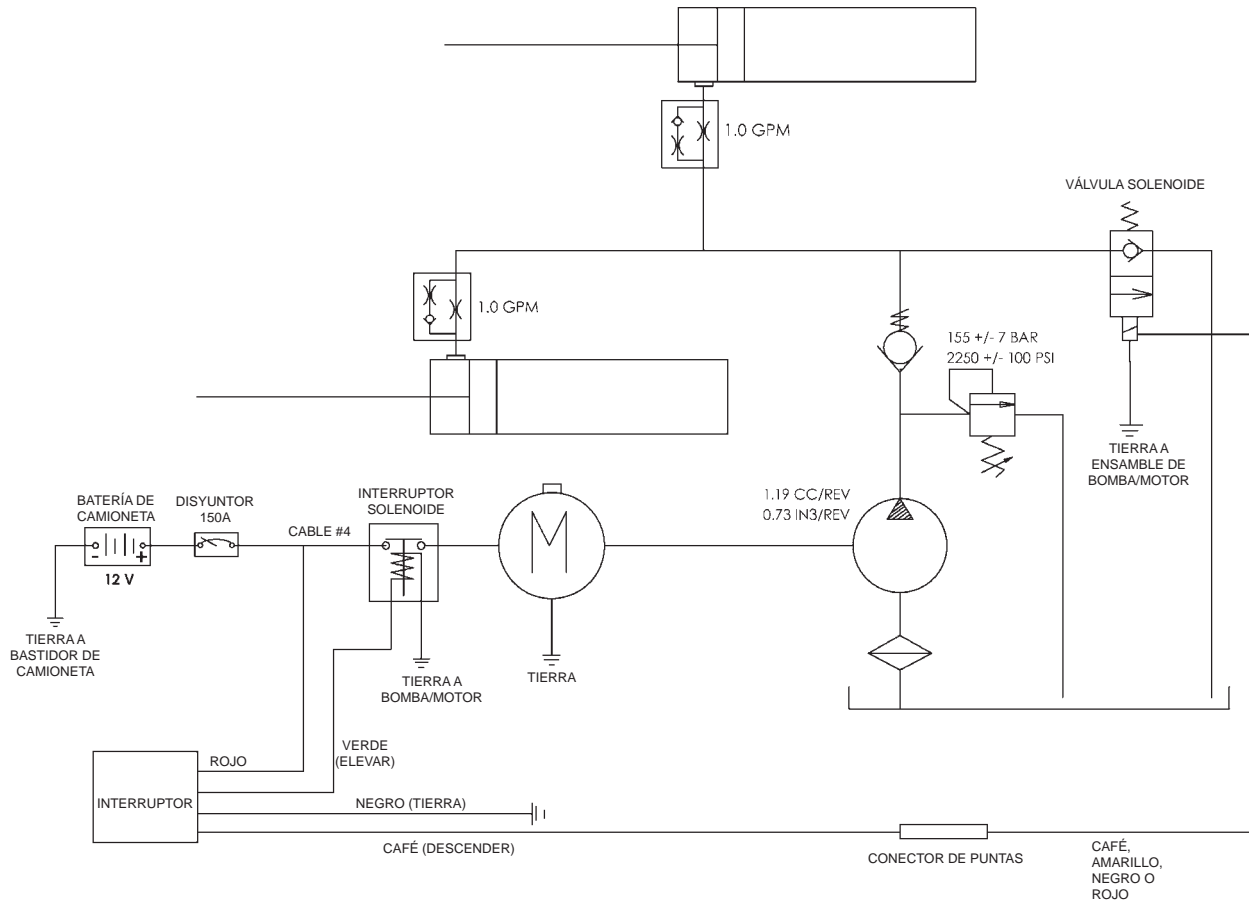 1.0 GPM
VÁLVULA SOLENOIDE
1.0 GPM
155 +/- 7 BAR
2250 +/- 100 PSI
TIERRA A
ENSAMBLE DE
BOMBA/MOTOR
BATERÍA DE
CAMIONETA
DISYUNTOR
150A
CABLE #4
INTERRUPTOR
SOLENOIDE
1.19 CC/REV
0.73 IN3/REV
- +
12 V
M
TIERRA A
BASTIDOR DE
CAMIONETA
TIERRA A
BOMBA/MOTOR
TIERRA
ROJO
VERDE
(ELEVAR)
INTERRUPTOR
NEGRO (TIERRA)
CAFÉ (DESCENDER)
CONECTOR DE PUNTAS
CAFÉ,
AMARILLO,
NEGRO O
ROJO